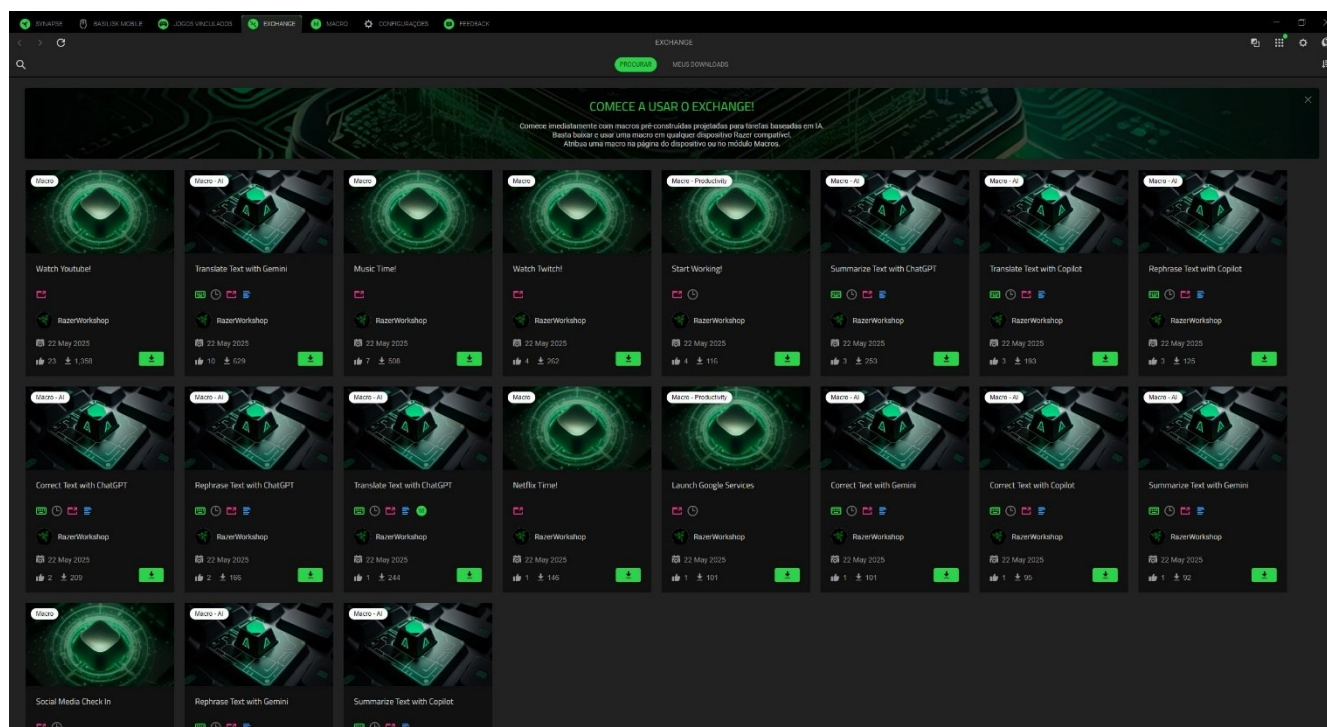 SYNAPSE BASILISK MOBILE JOGOS VINCULADOS EXCHANGE MACRO CONFIGURAÇÕES FEEDBACK
EXCHANGE
PROCURAR MEUS DOWNLOADS
COMECE A USAR O EXCHANGE!
Comece imediatamente com macros pré-construídas projetadas para tarefas baseadas em IA.
Basta baixar e usar uma macro em qualquer dispositivo Razer compatível.
Atribua uma macro na página do dispositivo ou no módulo Macros.
Macro Macro - AI Macro Macro Macro - Productivity Macro - AI Macro - AI Macro - AI
Watch Youtube! Translate Text with Gemini Music Time! Watch Twitch! Start Working! Summarize Text with ChatGPT Translate Text with Copilot Rephrase Text with Copilot
RazerWorkshop RazerWorkshop RazerWorkshop RazerWorkshop RazerWorkshop RazerWorkshop RazerWorkshop RazerWorkshop
22 May 2025 22 May 2025 22 May 2025 22 May 2025 22 May 2025 22 May 2025 22 May 2025 22 May 2025
23 1,358 10 629 7 508 4 262 4 116 3 253 3 193 3 125
Macro - AI Macro - AI Macro - AI Macro Macro - Productivity Macro - AI Macro - AI Macro - AI
Correct Text with ChatGPT Rephrase Text with ChatGPT Translate Text with ChatGPT Netflix Time! Launch Google Services Correct Text with Gemini Correct Text with Copilot Summarize Text with Gemini
RazerWorkshop RazerWorkshop RazerWorkshop RazerWorkshop RazerWorkshop RazerWorkshop RazerWorkshop RazerWorkshop
22 May 2025 22 May 2025 22 May 2025 22 May 2025 22 May 2025 22 May 2025 22 May 2025 22 May 2025
2 209 2 1 244 1 146 1 101 1 101 1 1 92
Macro Macro - AI Macro - AI
Social Media Check In Rephrase Text with Gemini Summarize Text with Copilot